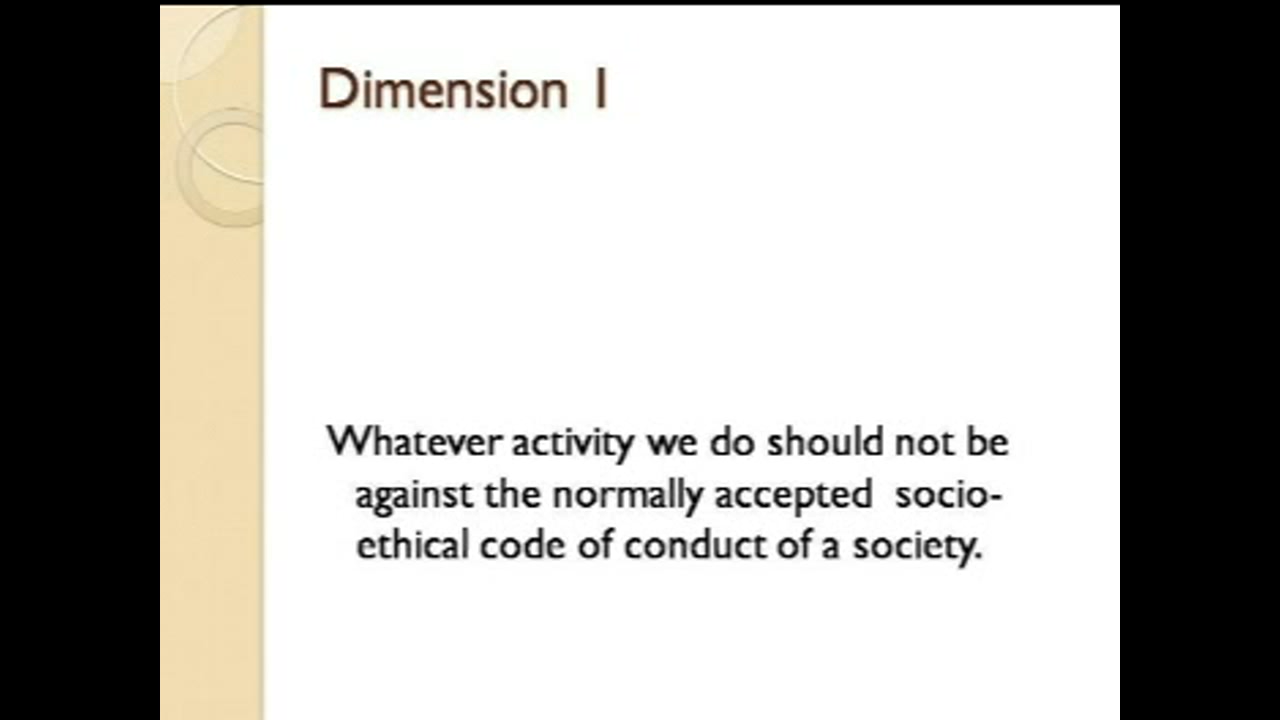 Dimension 1
Whatever activity we do should not be
against the normally accepted socio-
ethical code of conduct of a society.